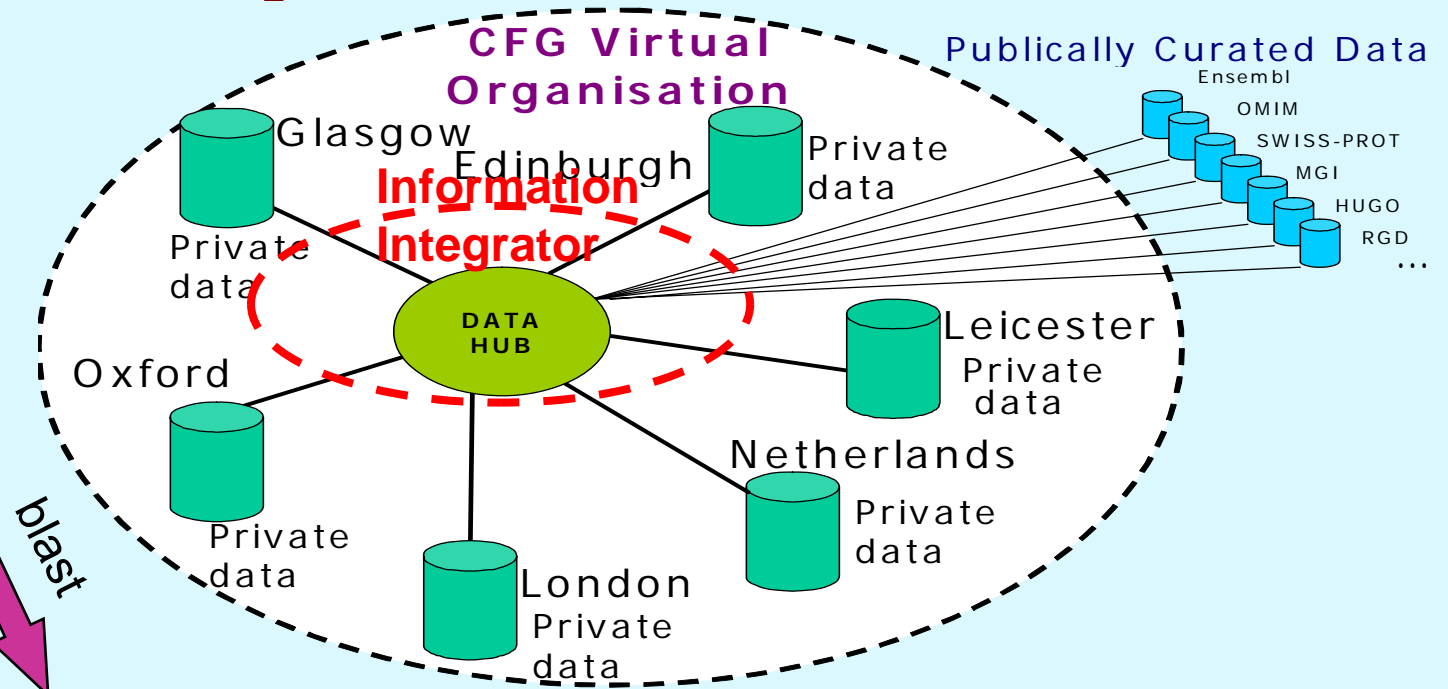 CFG Virtual
Organisation
Publically Curated Data
Ensembl
OMIM
SWISS-PROT
MGI
HUGO
RGD
...
Glasgow
Private
data
Edinburgh
Private
data
Information
Integrator
DATA
HUB
Leicester
Private
data
Oxford
Private
data
Netherlands
Private
data
London
Private
data
blast